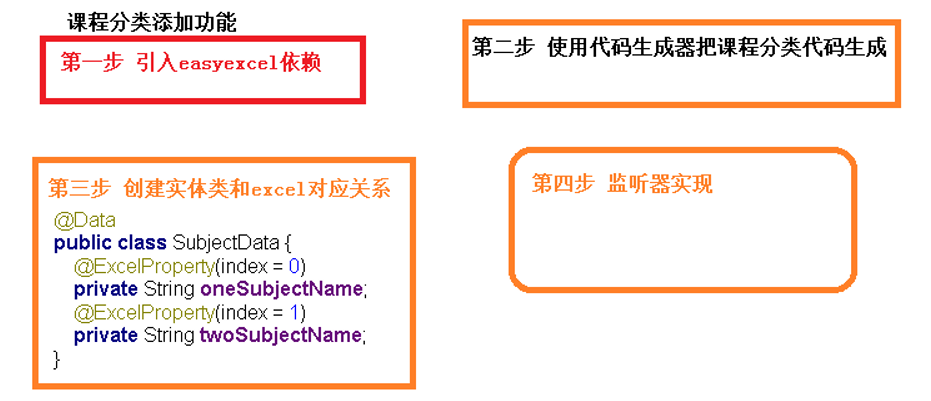 课程分类添加功能
第一步 引入easyexcel依赖
第二步 使用代码生成器把课程分类代码生成
第三步 创建实体类和excel对应关系
@Data
public class SubjectData {
@ExcelProperty(index = 0)
private String oneSubjectName;
@ExcelProperty(index = 1)
private String twoSubjectName;
}
第四步 监听器实现